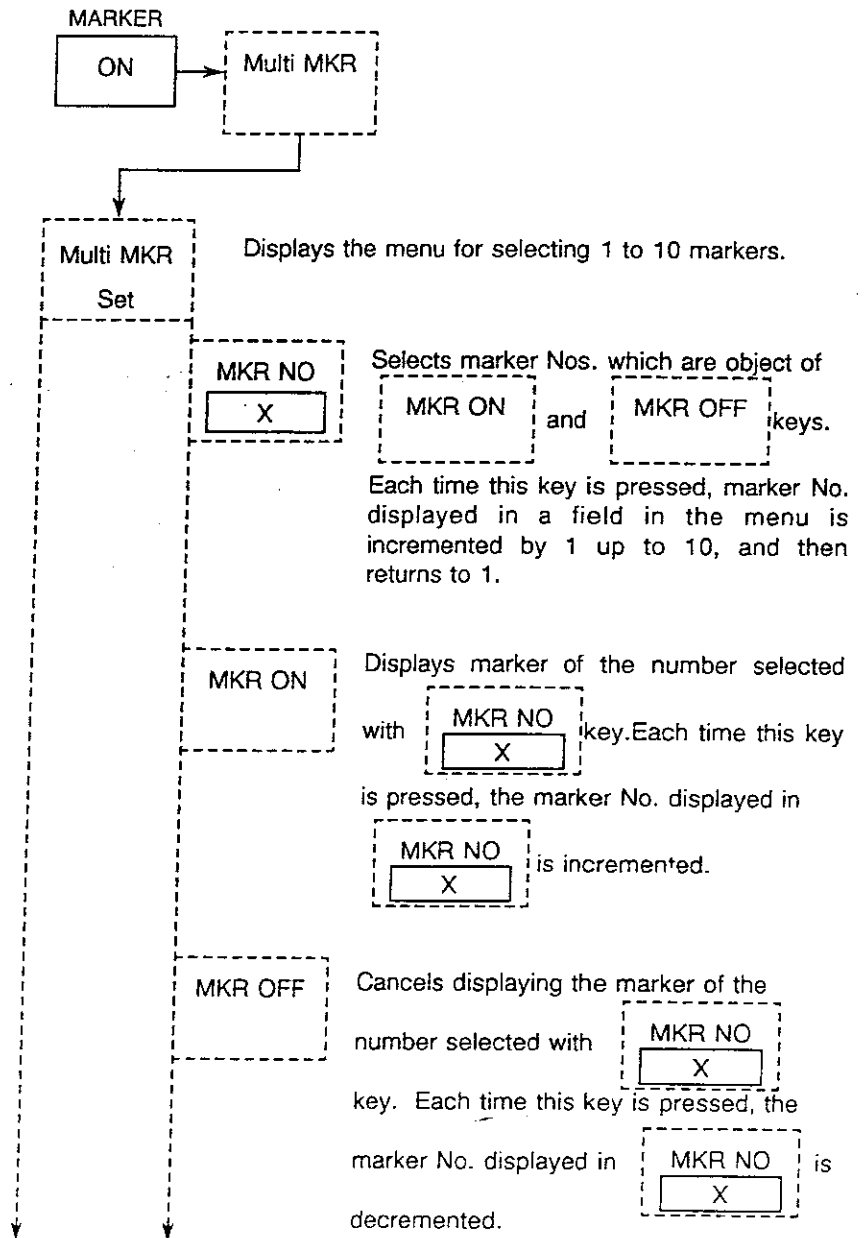 MARKER
ON
Multi MKR
Multi MKR
Set
Displays the menu for selecting 1 to 10 markers.
MKR NO
X
Selects marker Nos. which are object of
MKR ON and MKR OFF keys.
Each time this key is pressed, marker No.
displayed in a field in the menu is
incremented by 1 up to 10, and then
returns to 1.
MKR ON
Displays marker of the number selected
with MKR NO key.Each time this key
X
is pressed, the marker No. displayed in
MKR NO is incremented.
X
MKR OFF
Cancels displaying the marker of the
number selected with MKR NO
X
key. Each time this key is pressed, the
marker No. displayed in MKR NO is
X
decremented.